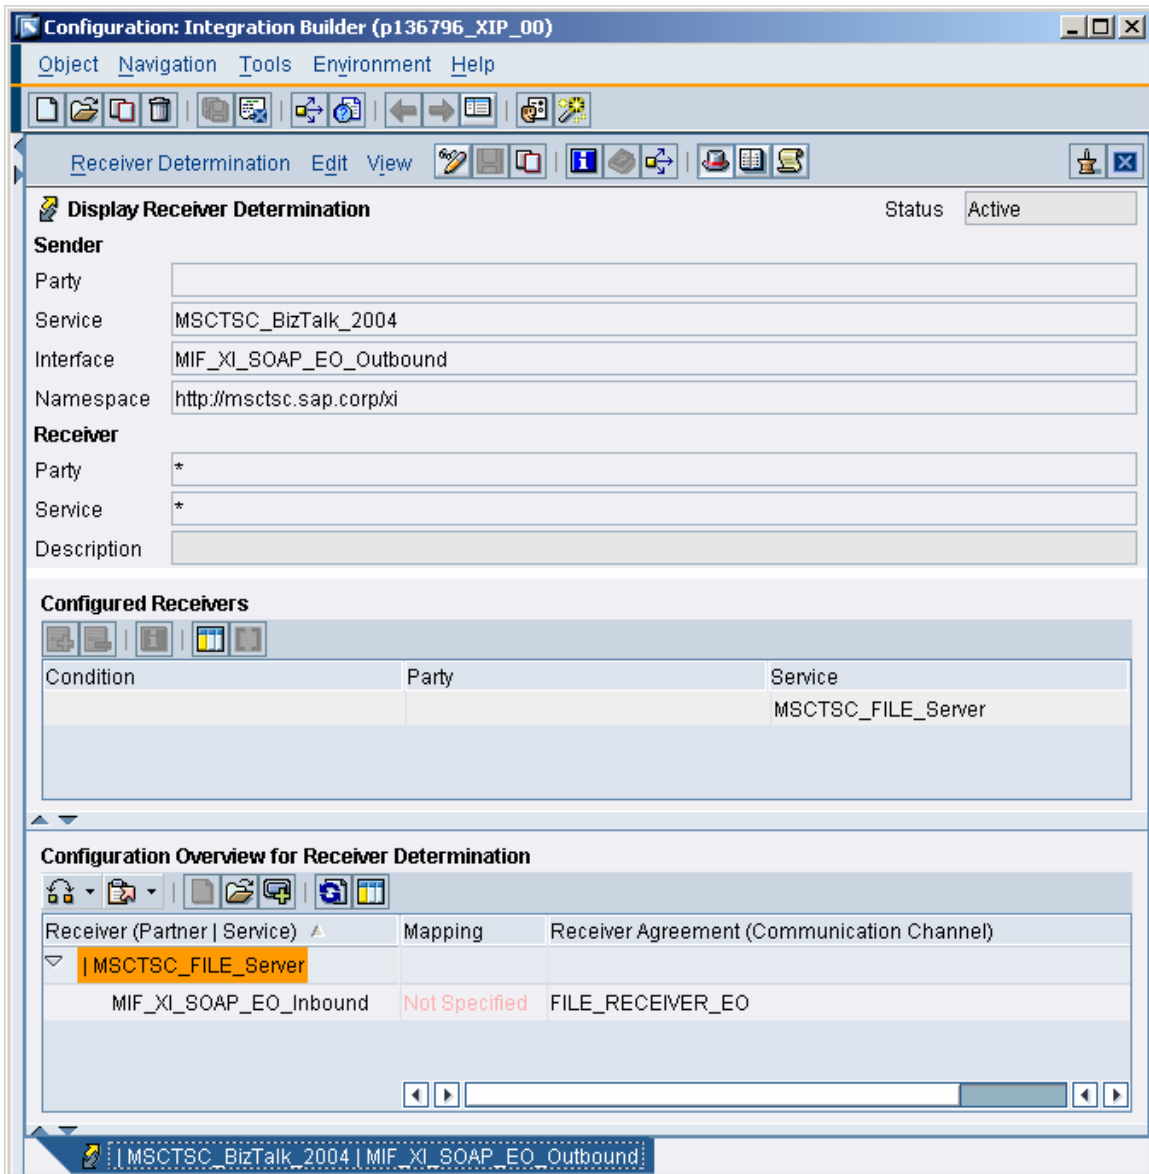 Configuration: Integration Builder (p136796_XIP_00)
Object Navigation Tools Environment Help
Receiver Determination Edit View
Display Receiver Determination Status Active
Sender
Party
Service MSCTSC_BizTalk_2004
Interface MIF_XI_SOAP_EO_Outbound
Namespace http://msctsc.sap.corp/xi
Receiver
Party *
Service *
Description
Configured Receivers
Condition Party Service
MSCTSC_FILE_Server
Configuration Overview for Receiver Determination
Receiver (Partner | Service) Mapping Receiver Agreement (Communication Channel)
| MSCTSC_FILE_Server
MIF_XI_SOAP_EO_Inbound Not Specified FILE_RECEIVER_EO
| MSCTSC_BizTalk_2004 | MIF_XI_SOAP_EO_Outbound